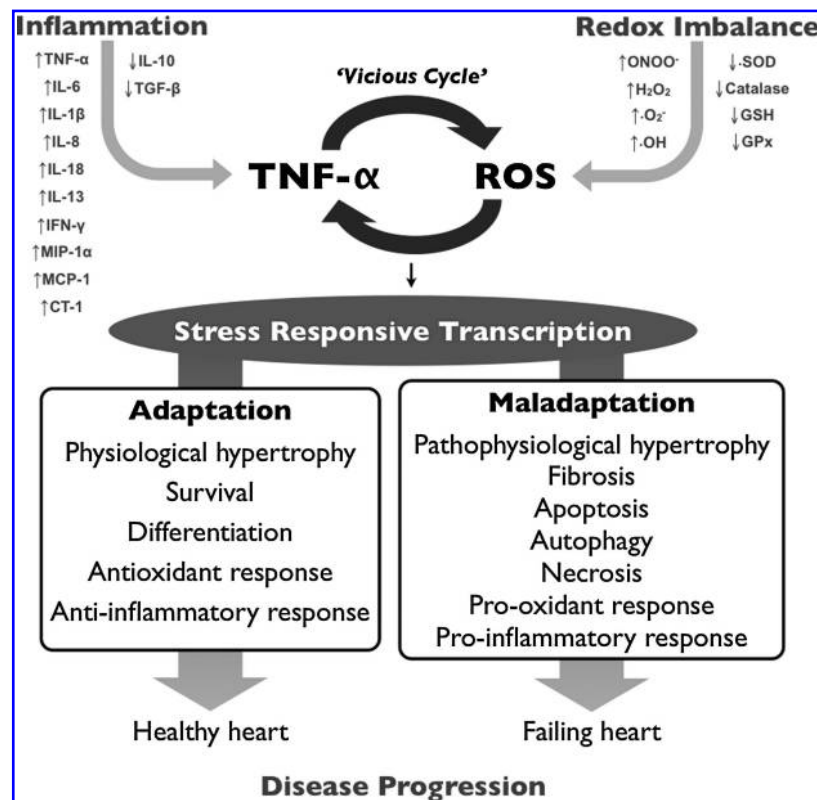 Inflammation
↑TNF-α
↑IL-6
↑IL-1β
↑IL-8
↑IL-18
↑IL-13
↑IFN-γ
↑MIP-1α
↑MCP-1
↑CT-1
↓IL-10
↓TGF-β
'Vicious Cycle'
Redox Imbalance
↑ONOO⁻
↑H₂O₂
↑·O₂⁻
↑·OH
↓·SOD
↓Catalase
↓GSH
↓GPx
TNF-α
ROS
Stress Responsive Transcription
Adaptation
Physiological hypertrophy
Survival
Differentiation
Antioxidant response
Anti-inflammatory response
Maladaptation
Pathophysiological hypertrophy
Fibrosis
Apoptosis
Autophagy
Necrosis
Pro-oxidant response
Pro-inflammatory response
Healthy heart
Failing heart
Disease Progression